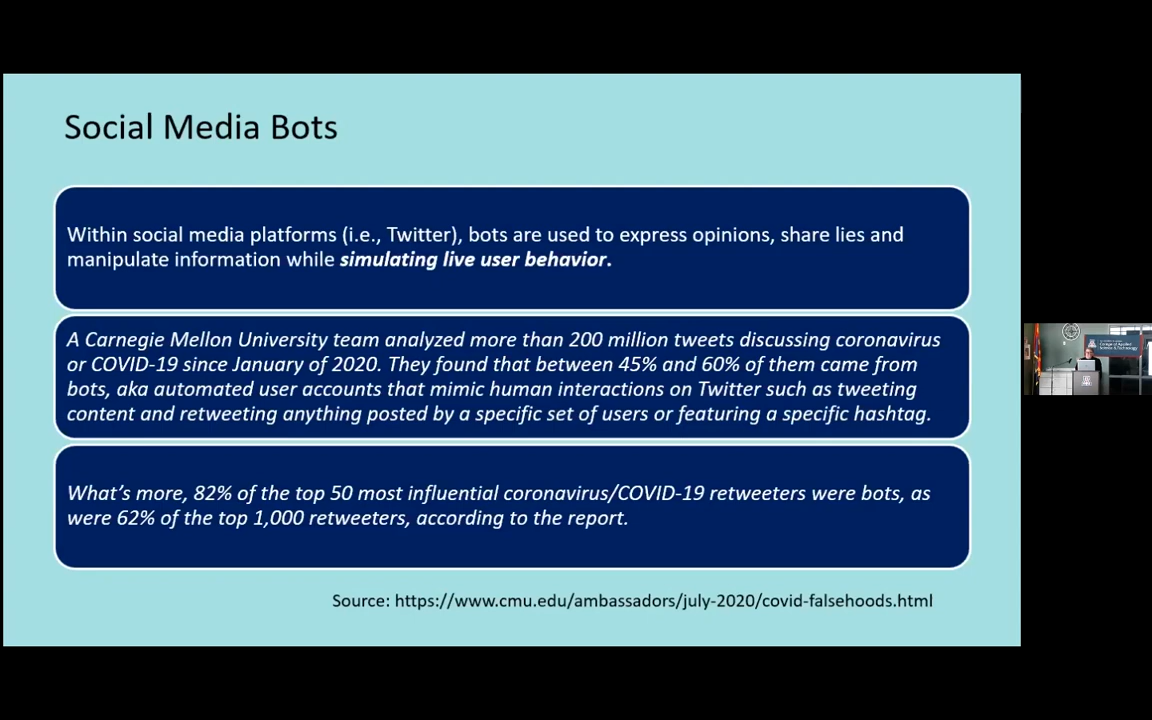 Social Media Bots
Within social media platforms (i.e., Twitter), bots are used to express opinions, share lies and
manipulate information while simulating live user behavior.
A Carnegie Mellon University team analyzed more than 200 million tweets discussing coronavirus
or COVID-19 since January of 2020. They found that between 45% and 60% of them came from
bots, aka automated user accounts that mimic human interactions on Twitter such as tweeting
content and retweeting anything posted by a specific set of users or featuring a specific hashtag.
What's more, 82% of the top 50 most influential coronavirus/COVID-19 retweeters were bots, as
were 62% of the top 1,000 retweeters, according to the report.
Source: https://www.cmu.edu/ambassadors/july-2020/covid-falsehoods.html
College of Applied
Science & Technology